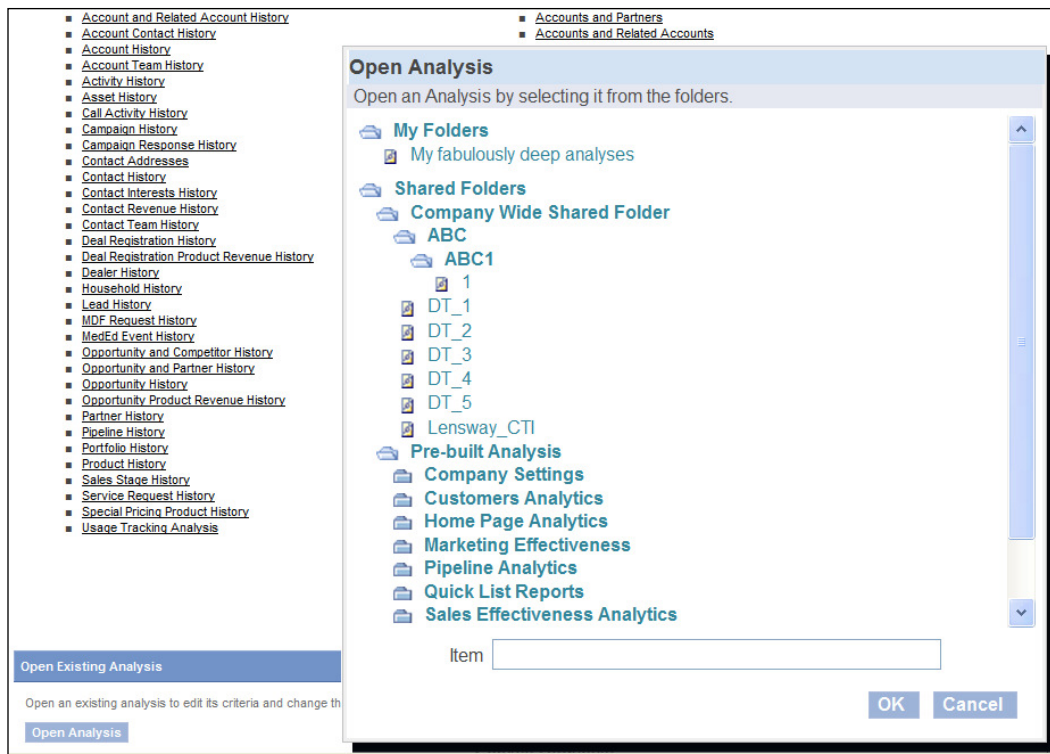 Account and Related Account History
Account Contact History
Account History
Account Team History
Activity History
Asset History
Call Activity History
Campaign History
Campaign Response History
Contact Addresses
Contact History
Contact Interests History
Contact Revenue History
Contact Team History
Deal Registration History
Deal Registration Product Revenue History
Dealer History
Household History
Lead History
MDF Request History
MedEd Event History
Opportunity and Competitor History
Opportunity and Partner History
Opportunity History
Opportunity Product Revenue History
Partner History
Pipeline History
Portfolio History
Product History
Sales Stage History
Service Request History
Special Pricing Product History
Usage Tracking Analysis
Accounts and Partners
Accounts and Related Accounts
Open Analysis
Open an Analysis by selecting it from the folders.
My Folders
My fabulously deep analyses
Shared Folders
Company Wide Shared Folder
ABC
ABC1
1
DT_1
DT_2
DT_3
DT_4
DT_5
Lensway_CTI
Pre-built Analysis
Company Settings
Customers Analytics
Home Page Analytics
Marketing Effectiveness
Pipeline Analytics
Quick List Reports
Sales Effectiveness Analytics
Item
OK Cancel
Open Existing Analysis
Open an existing analysis to edit its criteria and change th
Open Analysis